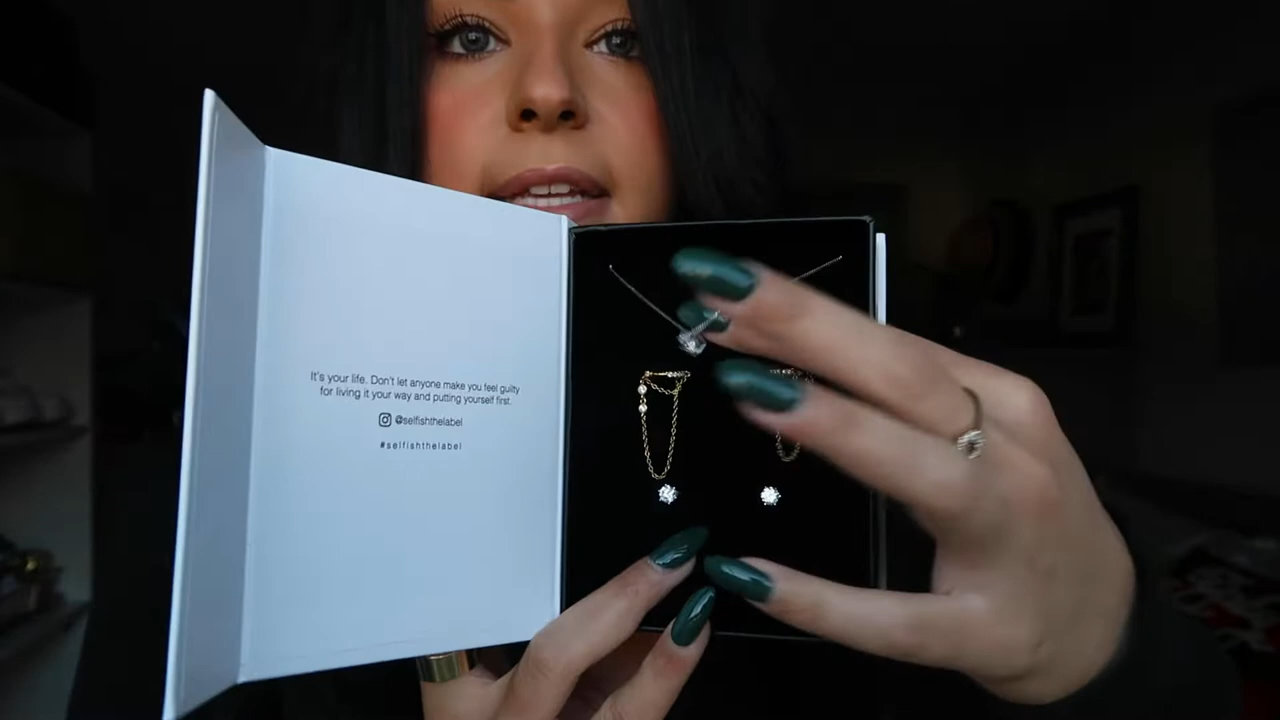 It's your life. Don't let anyone make you feel guilty
for living it your way and putting yourself first.
@selfishthelabel
#selfishthelabel